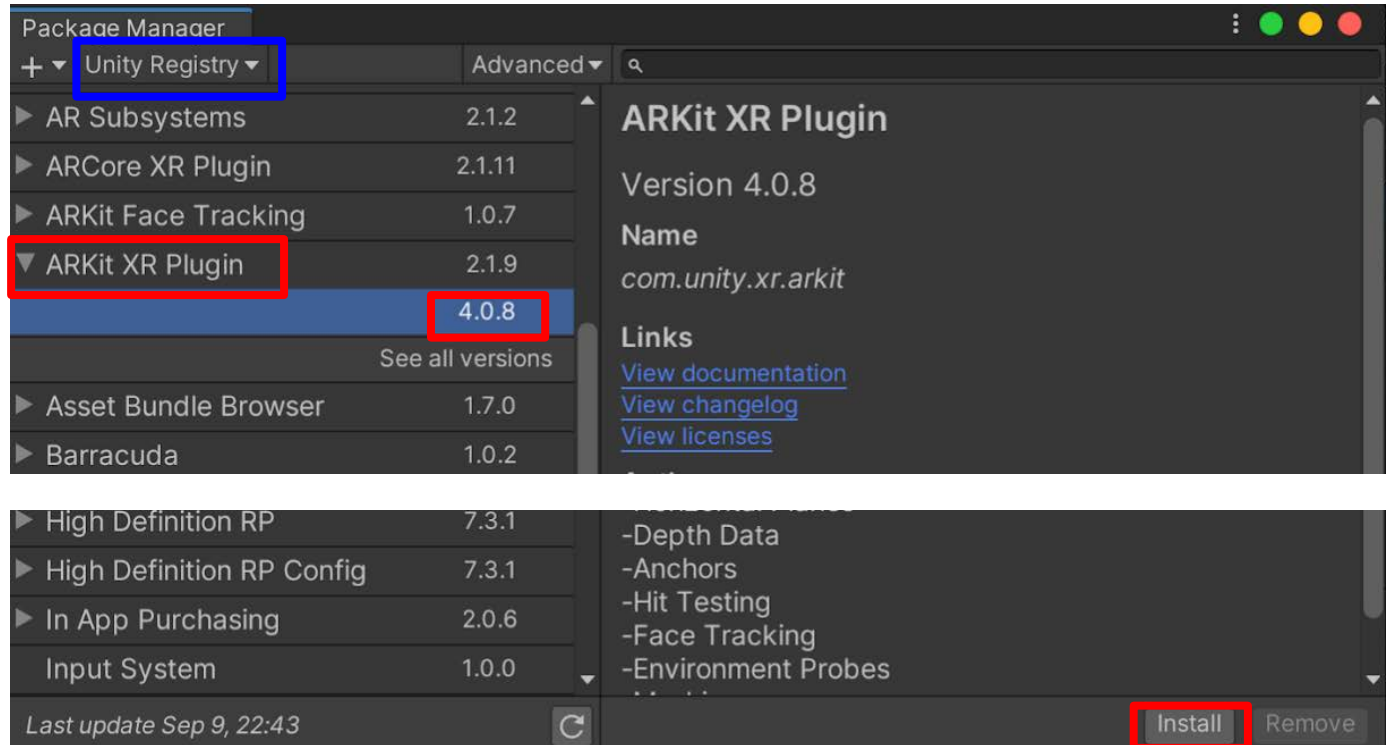 Package Manager
+ Unity Registry Advanced
AR Subsystems 2.1.2
ARCore XR Plugin 2.1.11
ARKit Face Tracking 1.0.7
ARKit XR Plugin 2.1.9
4.0.8
See all versions
Asset Bundle Browser 1.7.0
Barracuda 1.0.2
ARKit XR Plugin
Version 4.0.8
Name
com.unity.xr.arkit
Links
View documentation
View changelog
View licenses
High Definition RP 7.3.1
High Definition RP Config 7.3.1
In App Purchasing 2.0.6
Input System 1.0.0
-Depth Data
-Anchors
-Hit Testing
-Face Tracking
-Environment Probes
Last update Sep 9, 22:43
Install Remove